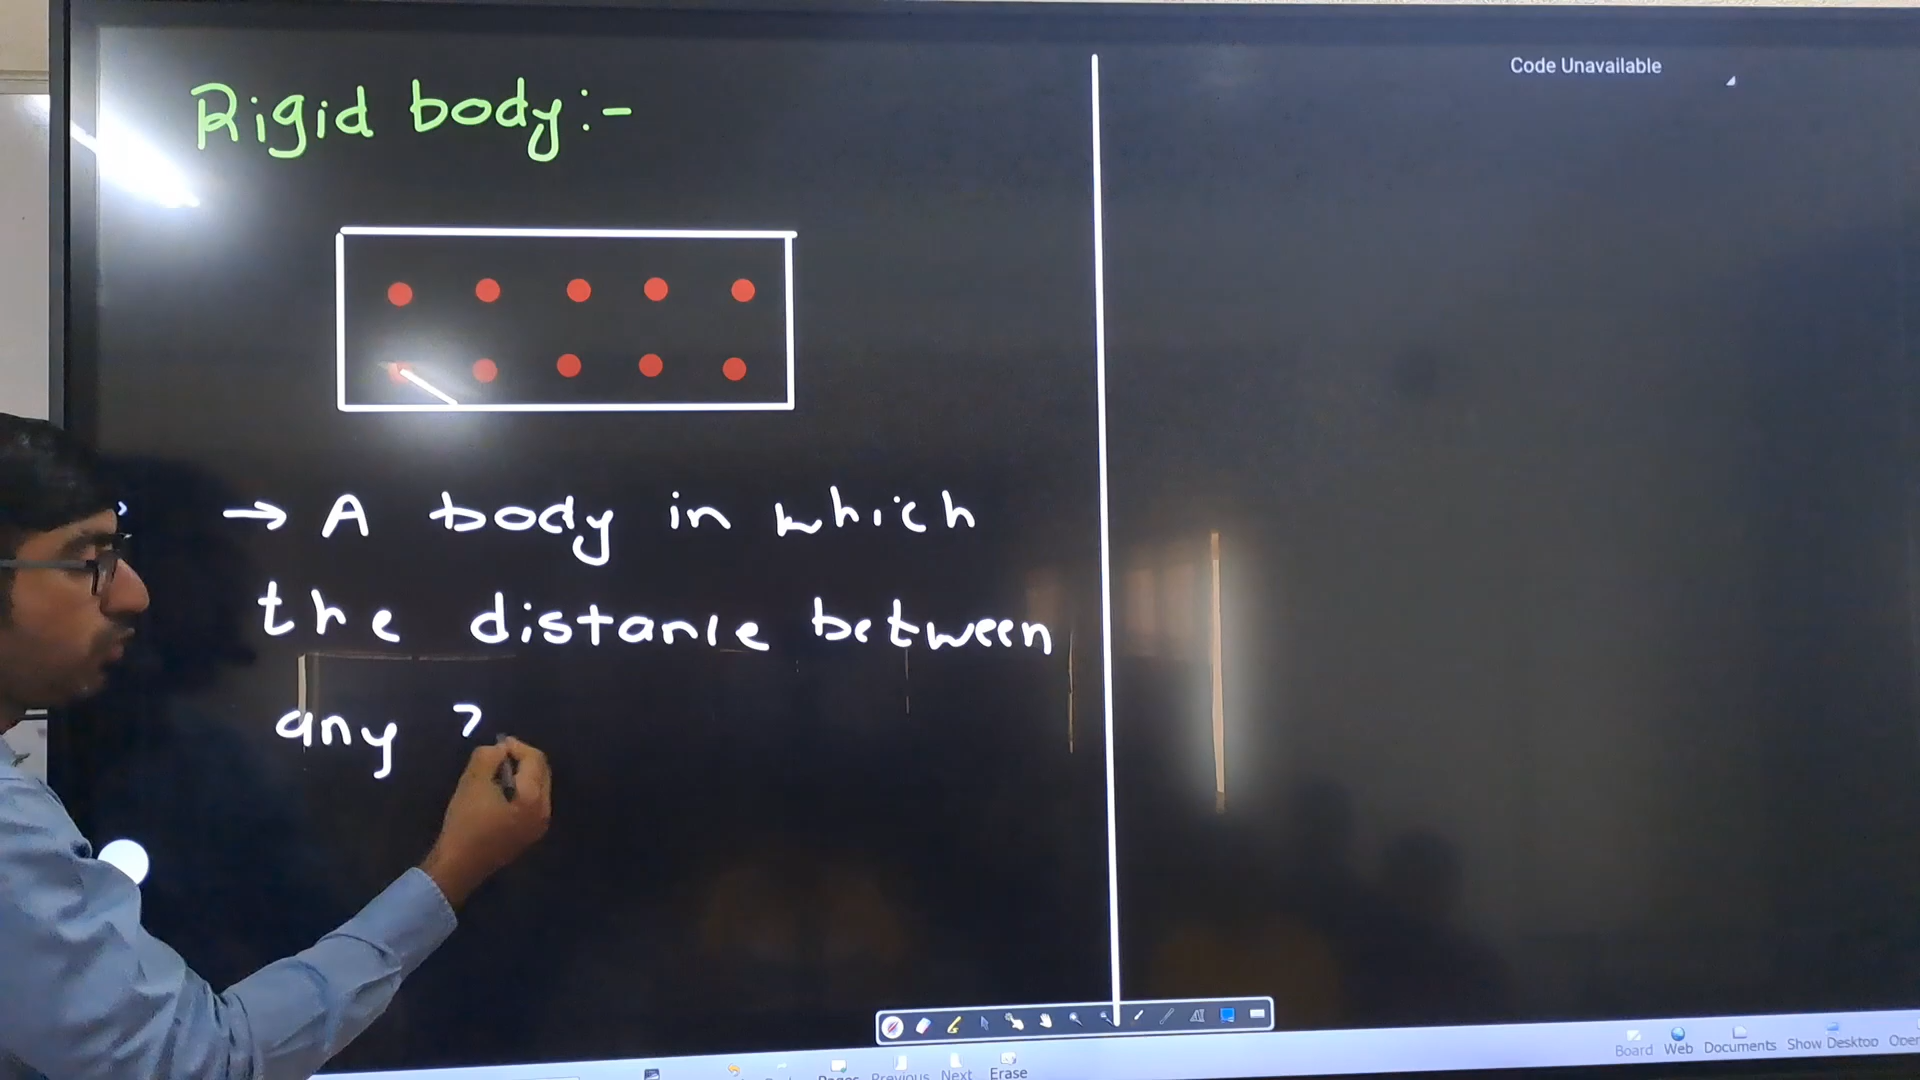 Rigid body:-
Code Unavailable
→ A body in which
the distance between
any 2
Board Web Documents Show Desktop
Previous Next Erase